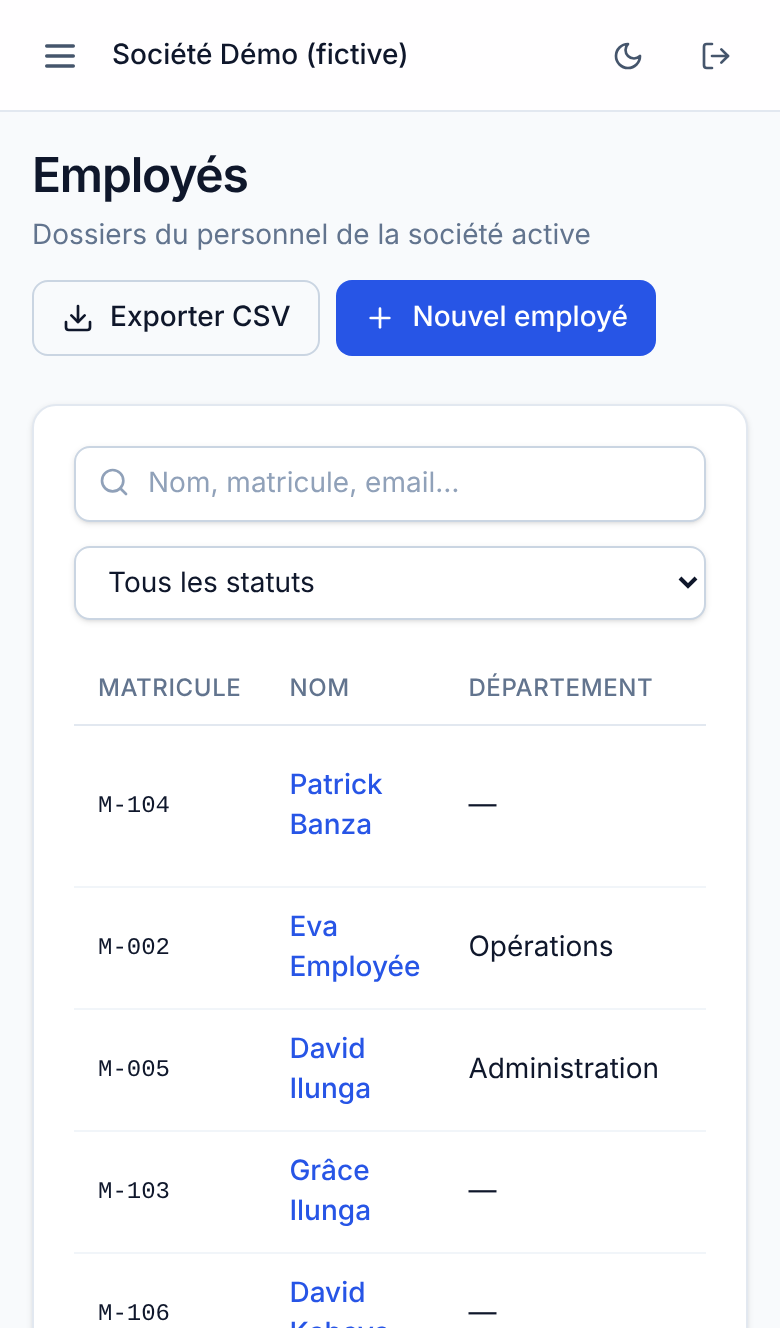 Société Démo (fictive)
Employés
Dossiers du personnel de la société active
Exporter CSV
Nouvel employé
Nom, matricule, email...
Tous les statuts
MATRICULE NOM DÉPARTEMENT
M-104 Patrick Banza —
M-002 Eva Employée Opérations
M-005 David Ilunga Administration
M-103 Grâce Ilunga —
M-106 David —